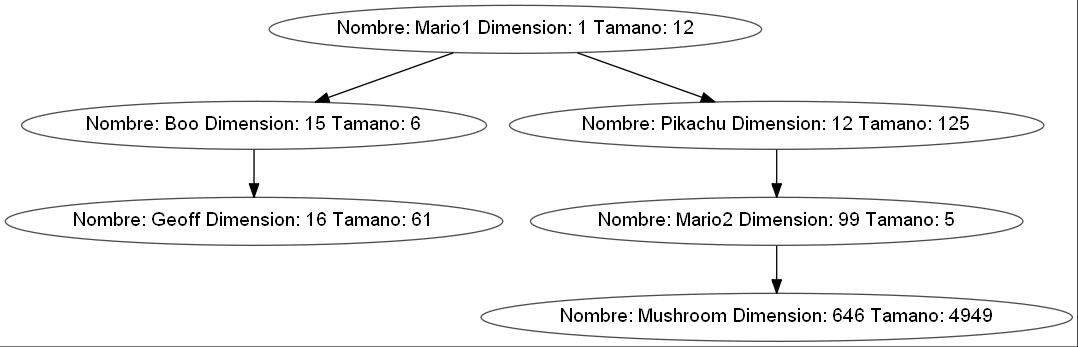 Nombre: Mario1 Dimension: 1 Tamano: 12
Nombre: Boo Dimension: 15 Tamano: 6
Nombre: Pikachu Dimension: 12 Tamano: 125
Nombre: Geoff Dimension: 16 Tamano: 61
Nombre: Mario2 Dimension: 99 Tamano: 5
Nombre: Mushroom Dimension: 646 Tamano: 4949